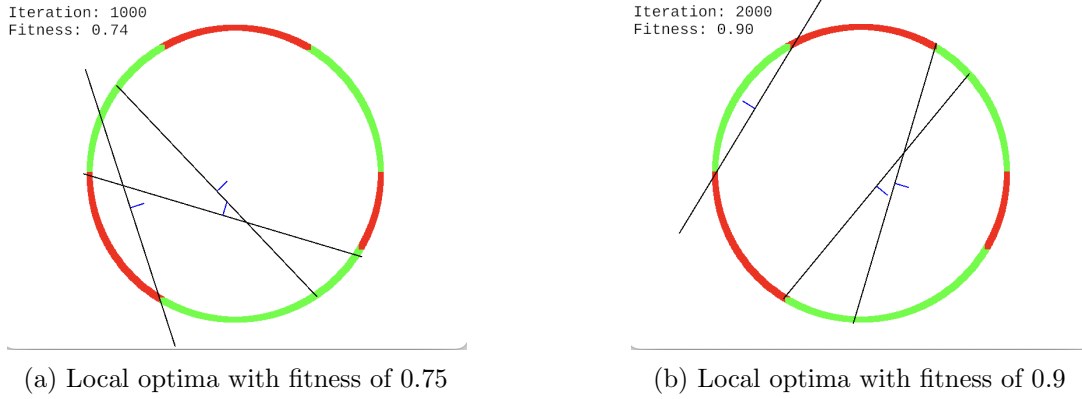 Iteration: 1000
Fitness: 0.74
Iteration: 2000
Fitness: 0.90
(a) Local optima with fitness of 0.75
(b) Local optima with fitness of 0.9